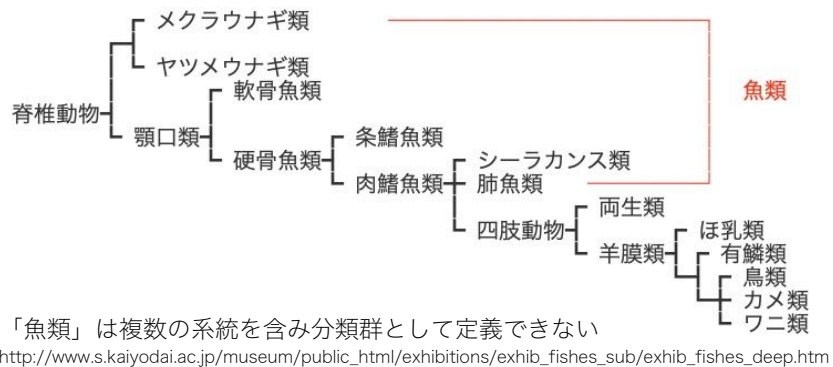 メクラウナギ類
ヤツメウナギ類
軟骨魚類
魚類
脊椎動物
顎口類
条鰭魚類
硬骨魚類
シーラカンス類
肉鰭魚類
肺魚類
両生類
四肢動物
ほ乳類
羊膜類
有鱗類
鳥類
カメ類
ワニ類
「魚類」は複数の系統を含み分類群として定義できない
http://www.s.kaiyodai.ac.jp/museum/public_html/exhibitions/exhib_fishes_sub/exhib_fishes_deep.htm